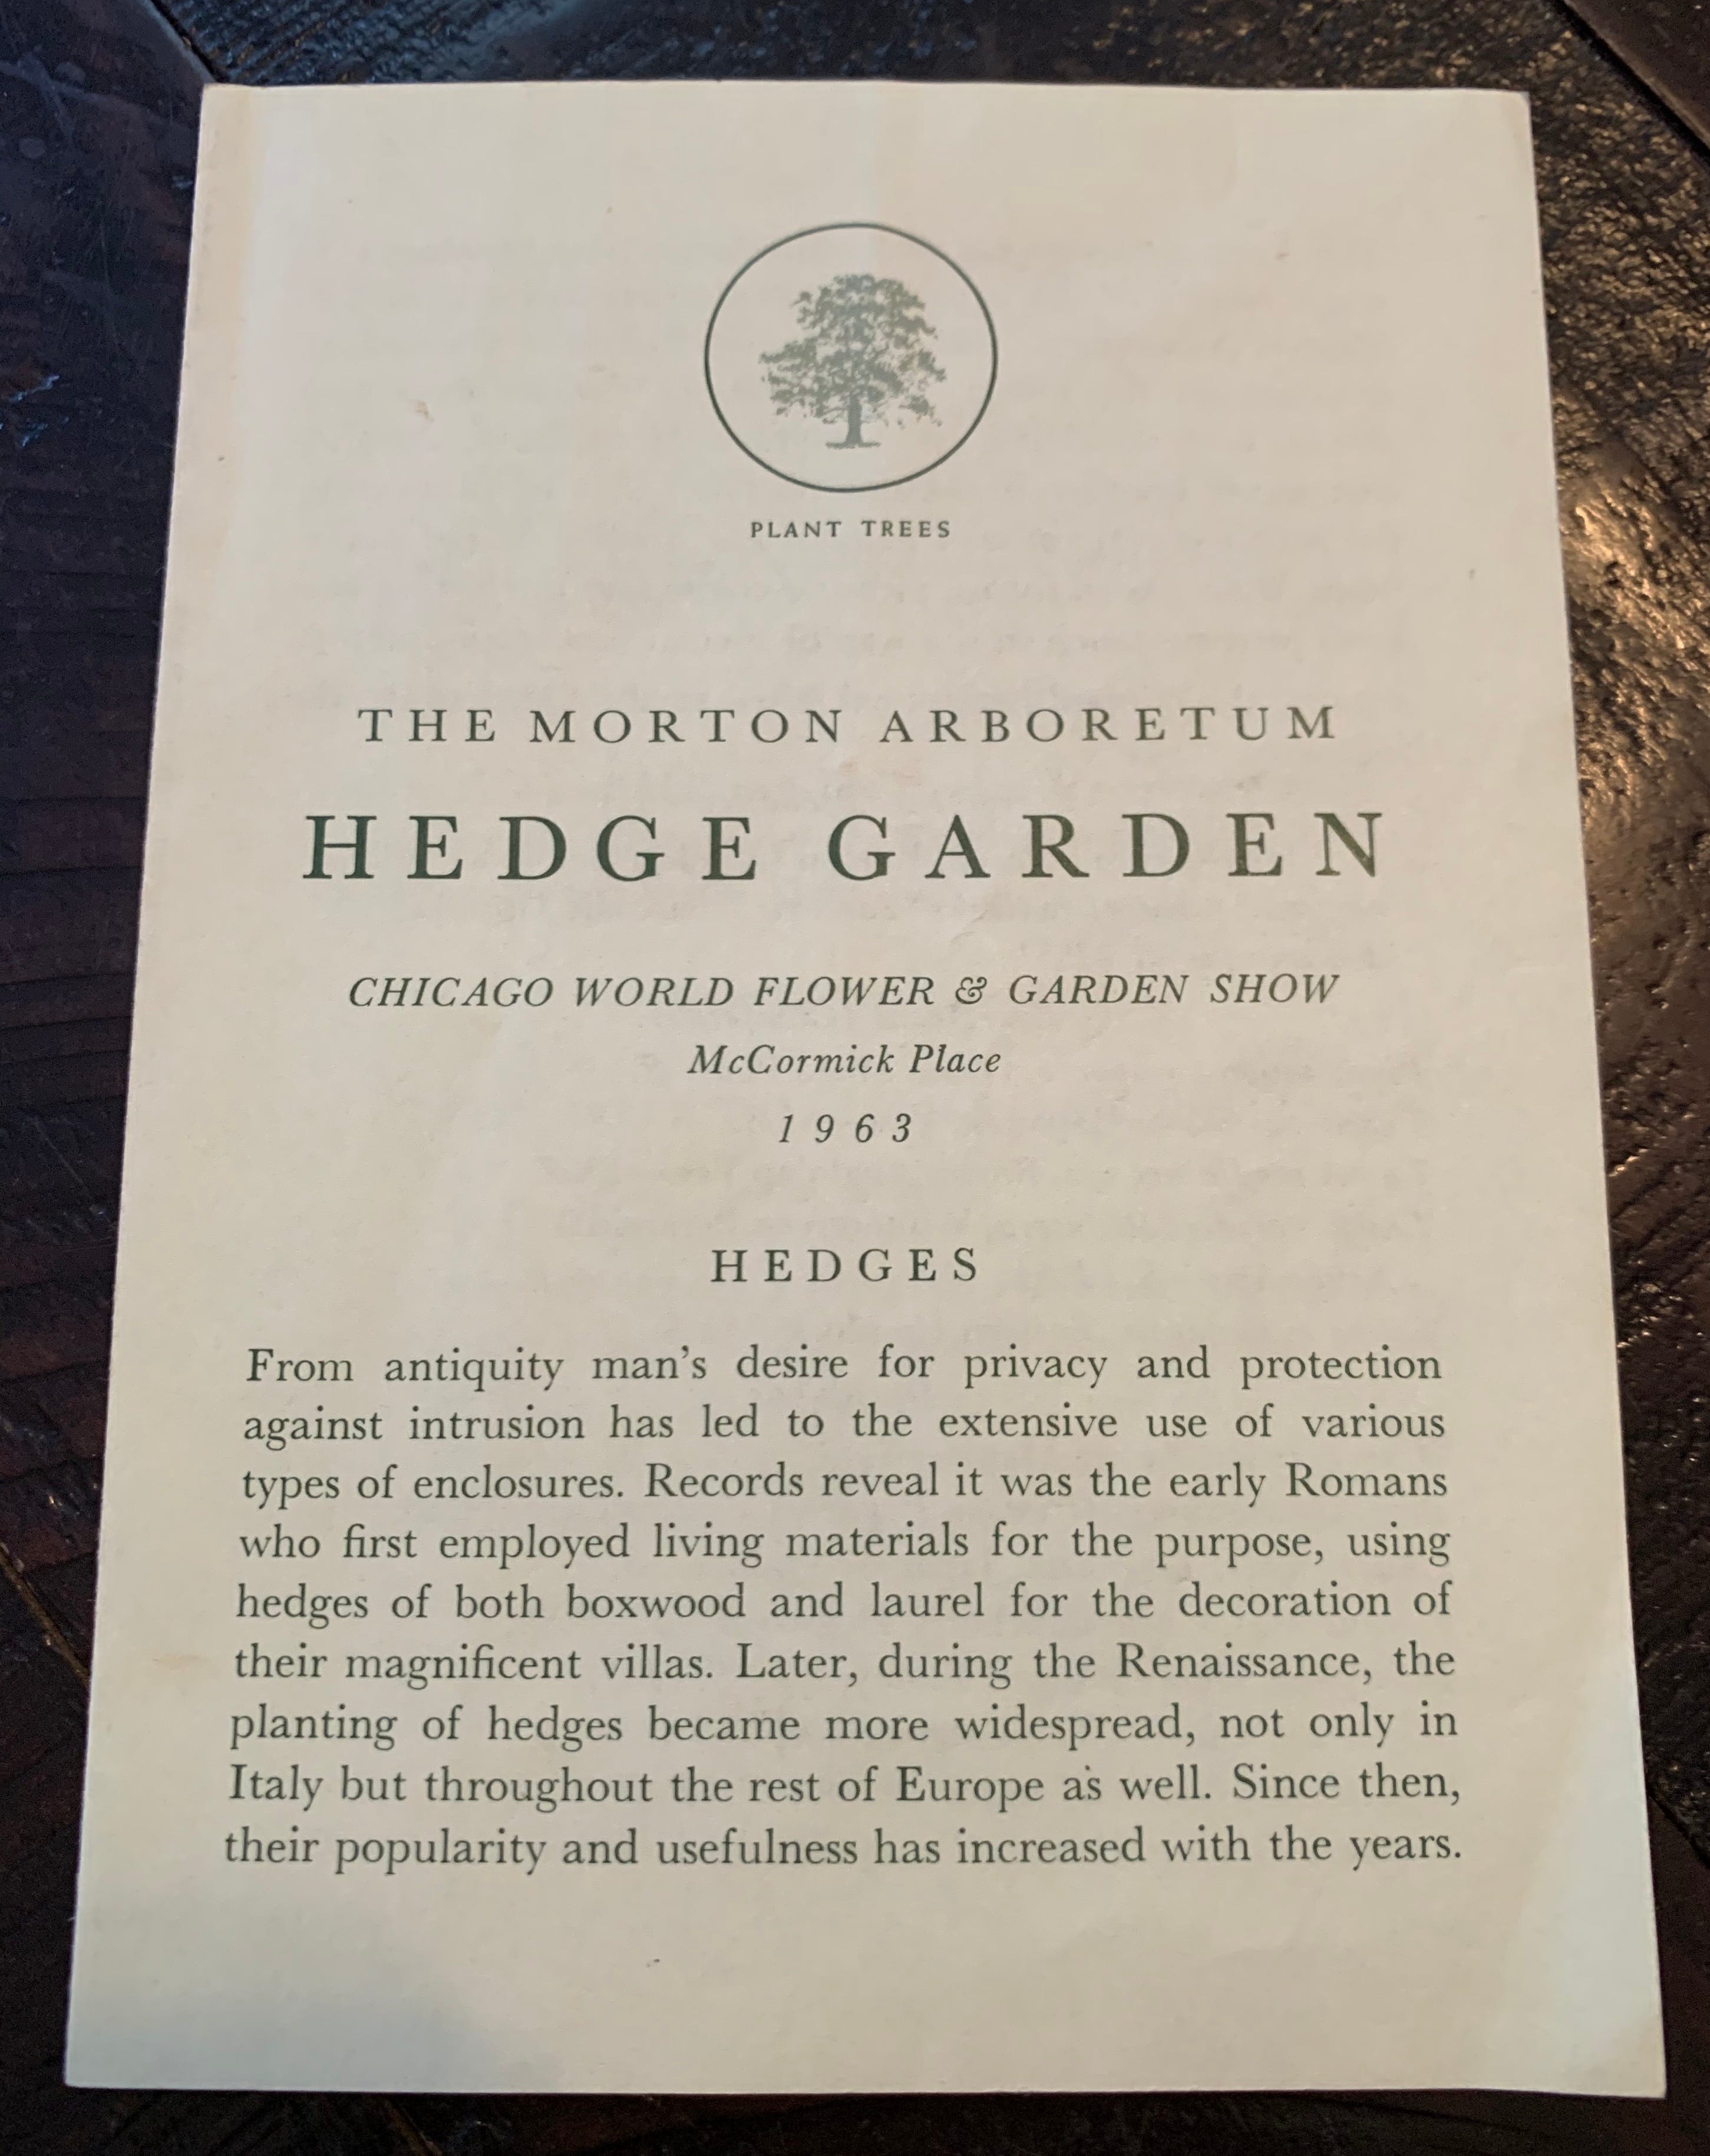 PLANT TREES
THE MORTON ARBORETUM
HEDGE GARDEN
CHICAGO WORLD FLOWER & GARDEN SHOW
McCormick Place
1963
HEDGES
From antiquity man's desire for privacy and protection
against intrusion has led to the extensive use of various
types of enclosures. Records reveal it was the early Romans
who first employed living materials for the purpose, using
hedges of both boxwood and laurel for the decoration of
their magnificent villas. Later, during the Renaissance, the
planting of hedges became more widespread, not only in
Italy but throughout the rest of Europe as well. Since then,
their popularity and usefulness has increased with the years.